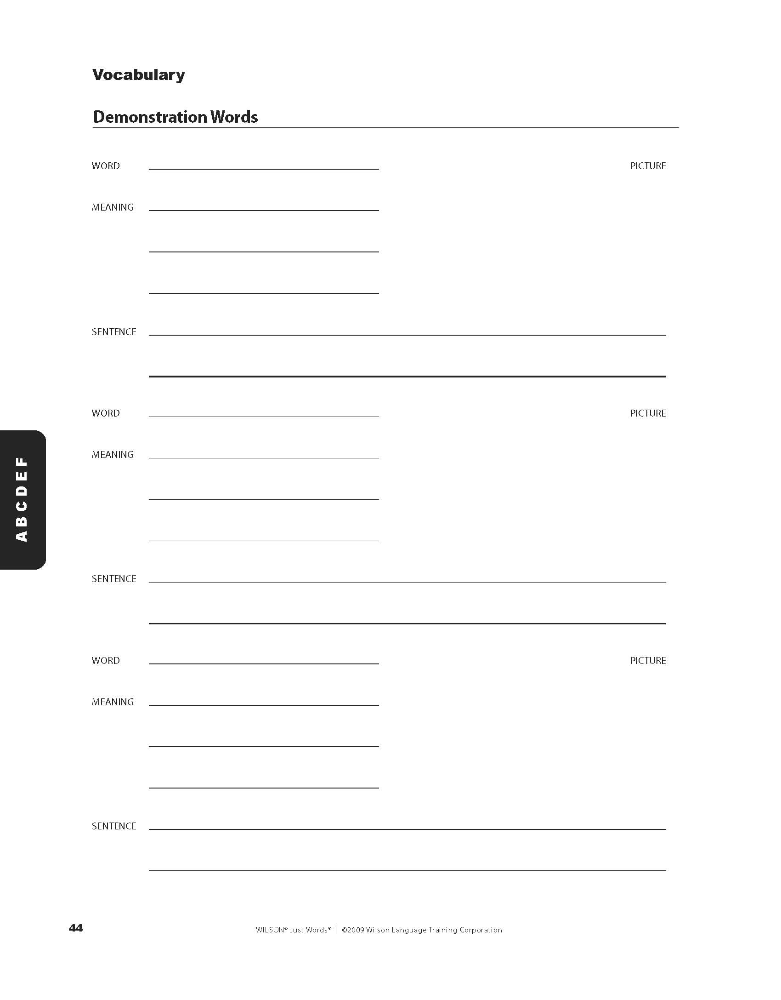 Vocabulary
Demonstration Words
WORD PICTURE
MEANING
SENTENCE
WORD PICTURE
MEANING
SENTENCE
WORD PICTURE
MEANING
SENTENCE
A B C D E F
44 WILSON® Just Words® | ©2009 Wilson Language Training Corporation